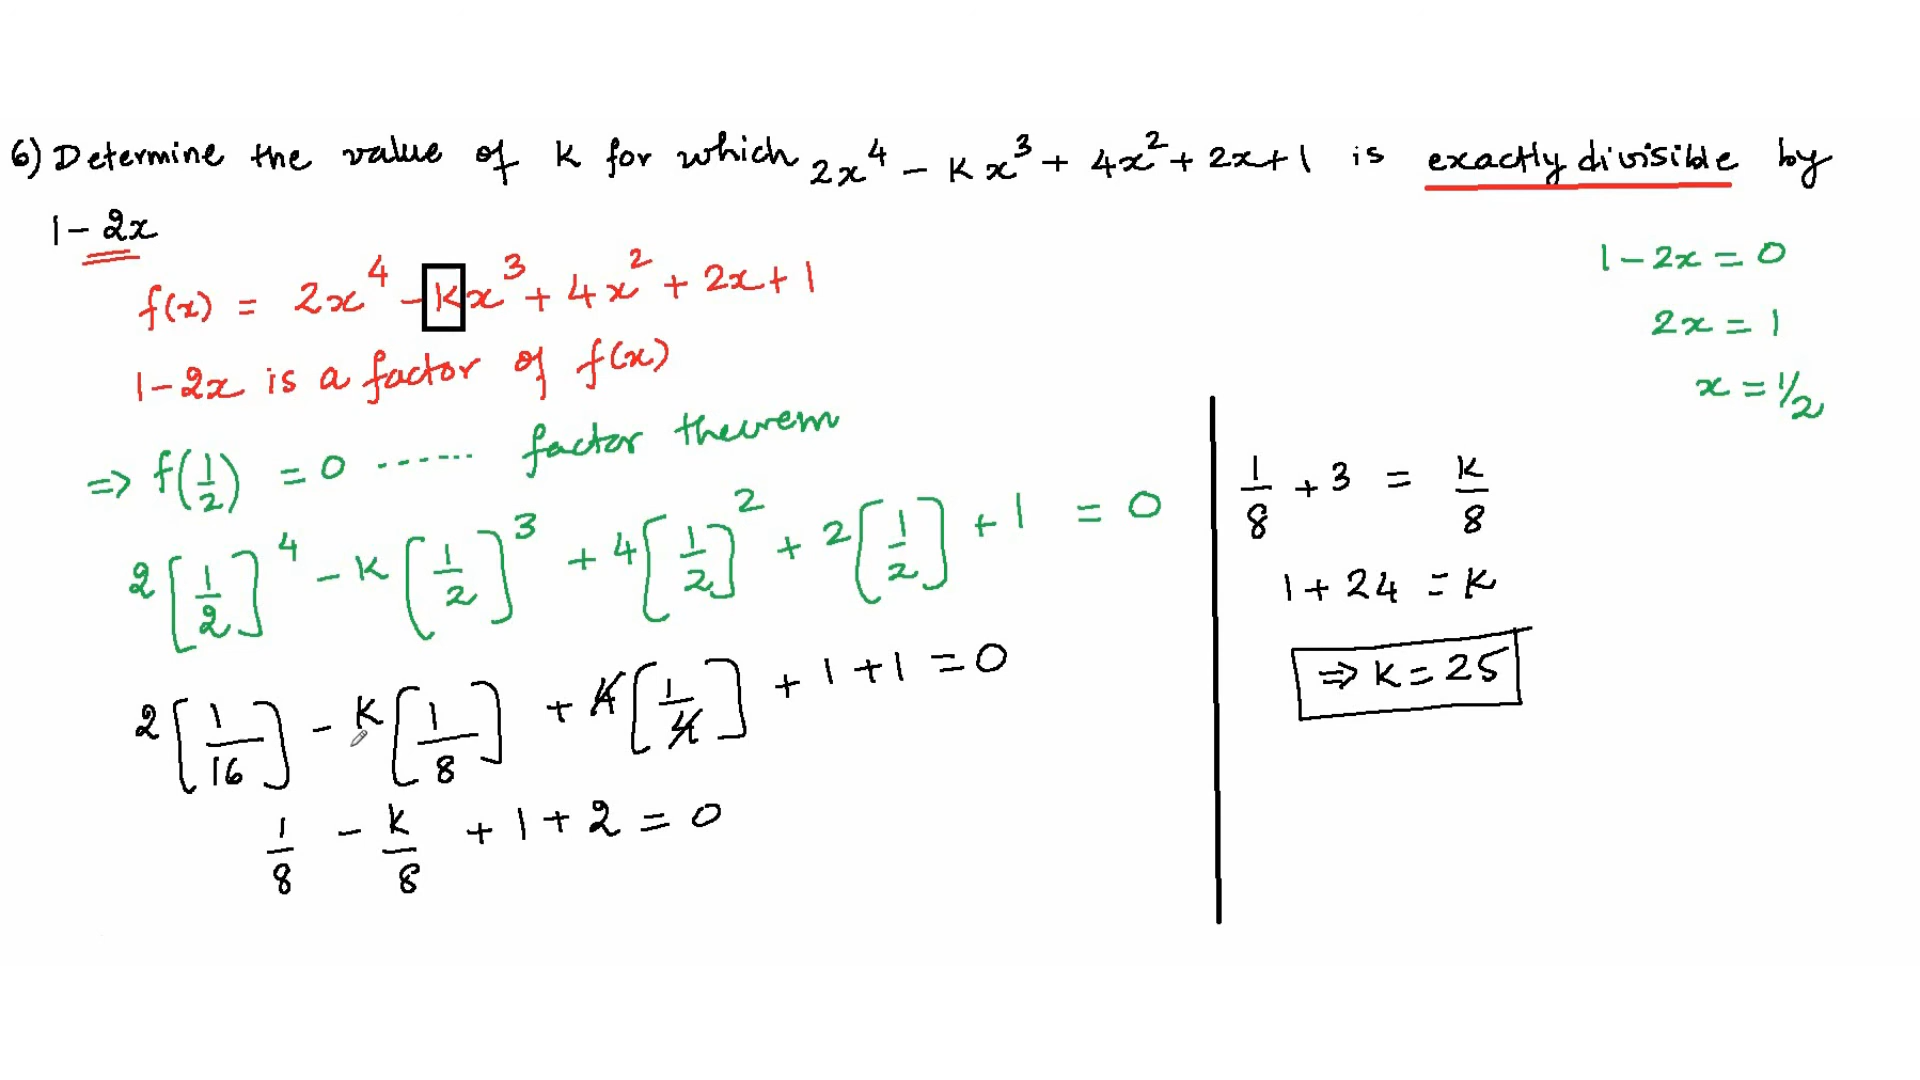 6) Determine the value of K for which 2x⁴ - Kx³ + 4x² + 2x + 1 is exactly divisible by
1 - 2x
f(x) = 2x⁴ - Kx³ + 4x² + 2x + 1
1 - 2x is a factor of f(x)
⇒ f(1/2) = 0 ...... factor theorem
2[1/2]⁴ - K[1/2]³ + 4[1/2]² + 2[1/2] + 1 = 0
2[1/16] - K[1/8] + 4[1/4] + 1 + 1 = 0
1/8 - K/8 + 1 + 2 = 0
1 - 2x = 0
2x = 1
x = 1/2
1/8 + 3 = K/8
1 + 24 = K
⇒ K = 25